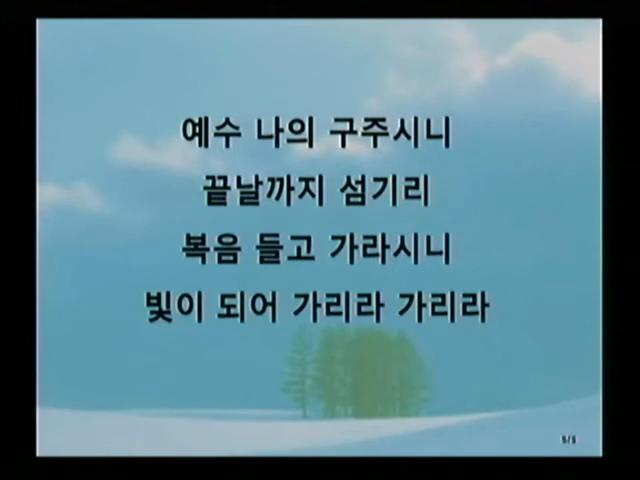 예수 나의 구주시니
끝날까지 섬기리
복음 들고 가라시니
빛이 되어 가리라 가리라
5/5